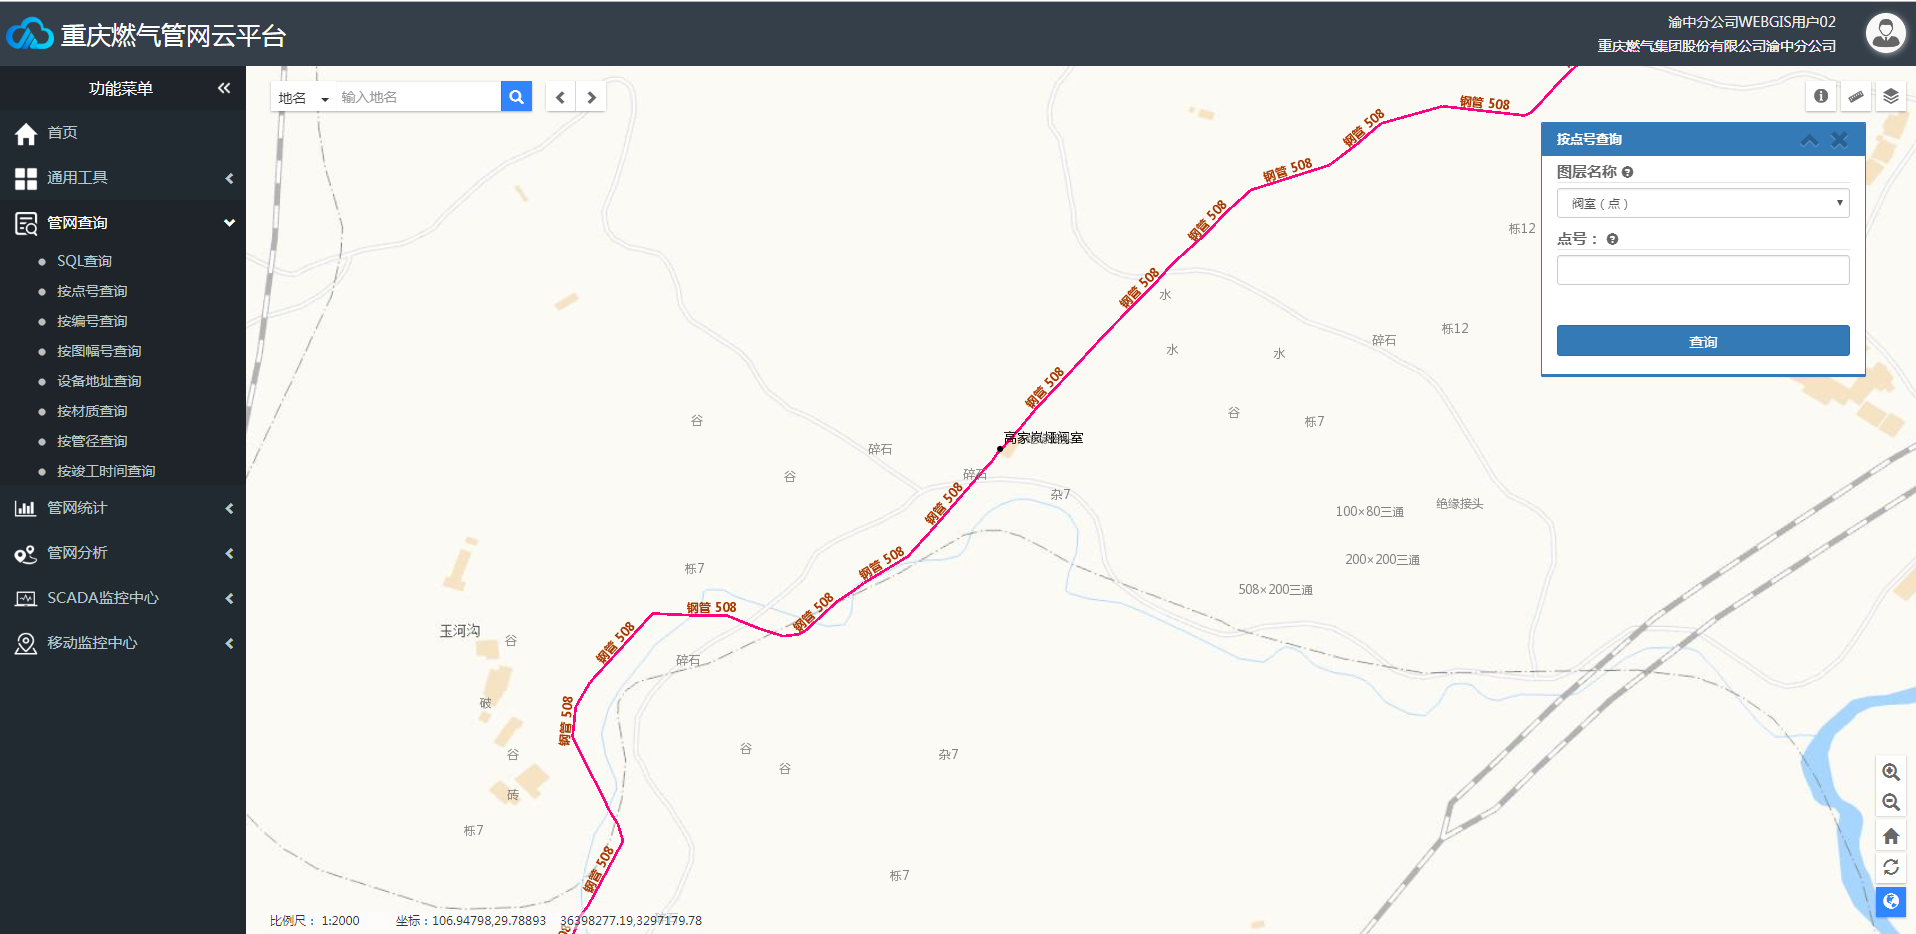 重庆燃气管网云平台
渝中分公司WEBGIS用户02
重庆燃气集团股份有限公司渝中分公司
功能菜单
首页
通用工具
管网查询
SQL查询
按点号查询
按编号查询
按图幅号查询
设备地址查询
按材质查询
按管径查询
按竣工时间查询
管网统计
管网分析
SCADA监控中心
移动监控中心
地名
输入地名
按点号查询
图层名称
阀室（点）
点号：
查询
钢管 508
钢管 508
钢管 508
钢管 508
钢管 508
钢管 508
栎12
水
栎12
碎石
水
水
谷
栎7
谷
高家岚垭阀室
碎石
碎石
谷
杂7
绝缘接头
100×80三通
钢管 508
200×200三通
钢管 508
栎7
508×200三通
钢管 508
钢管 508
玉河沟
谷
钢管 508
碎石
破
钢管 508
谷
谷
谷
杂7
砖
栎7
钢管 508
栎7
比例尺： 1:2000
坐标：106.94798,29.78893
36398277.19,3297179.78